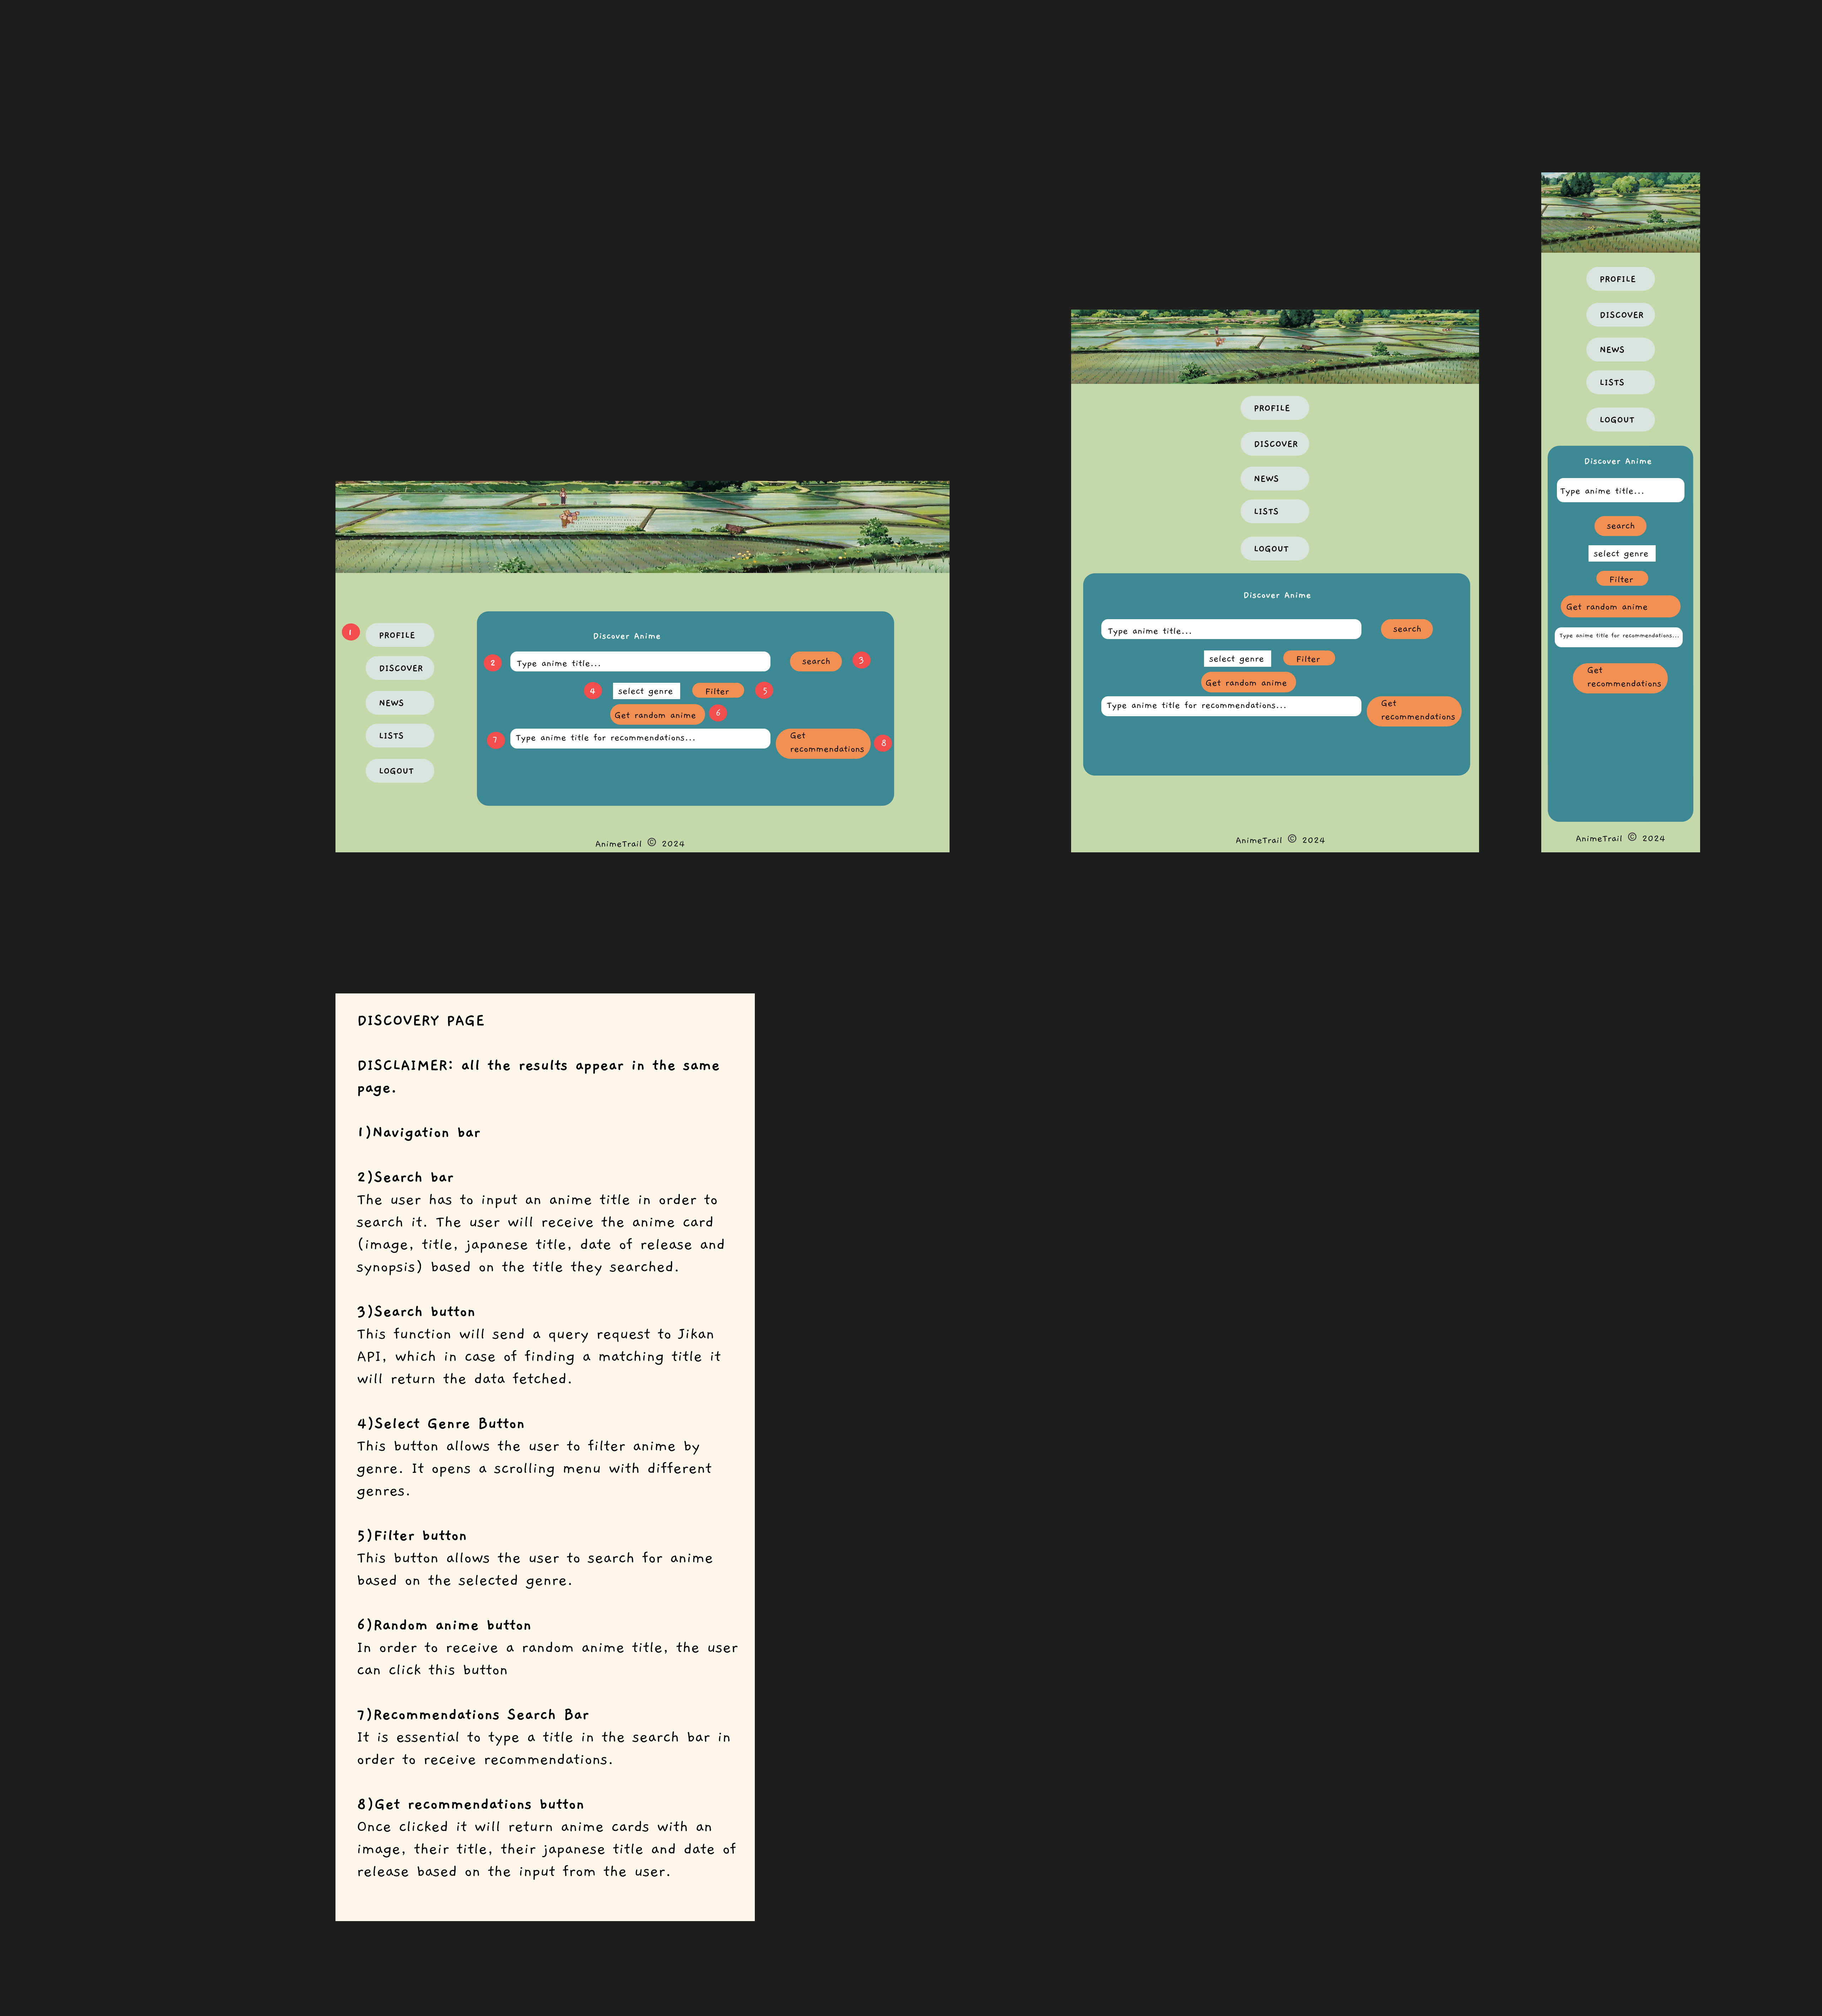 1
PROFILE
DISCOVER
NEWS
LISTS
LOGOUT
Discover Anime
2
Type anime title...
search
3
4
select genre
Filter
5
Get random anime
6
7
Type anime title for recommendations...
Get
recommendations
8
AnimeTrail © 2024
PROFILE
DISCOVER
NEWS
LISTS
LOGOUT
Discover Anime
Type anime title...
search
select genre
Filter
Get random anime
Type anime title for recommendations...
Get
recommendations
AnimeTrail © 2024
PROFILE
DISCOVER
NEWS
LISTS
LOGOUT
Discover Anime
Type anime title...
search
select genre
Filter
Get random anime
Type anime title for recommendations...
Get
recommendations
AnimeTrail © 2024
DISCOVERY PAGE
DISCLAIMER: all the results appear in the same
page.
1)Navigation bar
2)Search bar
The user has to input an anime title in order to
search it. The user will receive the anime card
(image, title, japanese title, date of release and
synopsis) based on the title they searched.
3)Search button
This function will send a query request to Jikan
API, which in case of finding a matching title it
will return the data fetched.
4)Select Genre Button
This button allows the user to filter anime by
genre. It opens a scrolling menu with different
genres.
5)Filter button
This button allows the user to search for anime
based on the selected genre.
6)Random anime button
In order to receive a random anime title, the user
can click this button
7)Recommendations Search Bar
It is essential to type a title in the search bar in
order to receive recommendations.
8)Get recommendations button
Once clicked it will return anime cards with an
image, their title, their japanese title and date of
release based on the input from the user.